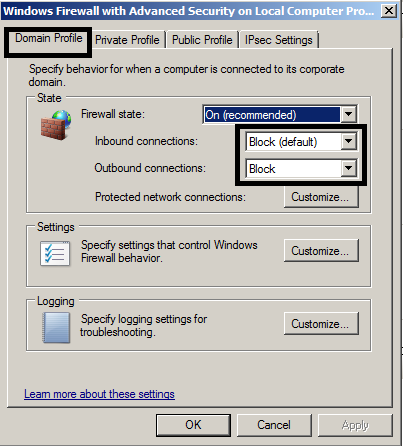 Windows Firewall with Advanced Security on Local Computer Pro...
Domain Profile
Private Profile
Public Profile
IPsec Settings
Specify behavior for when a computer is connected to its corporate
domain.
State
Firewall state:
On (recommended)
Inbound connections:
Block (default)
Outbound connections:
Block
Protected network connections:
Customize...
Settings
Specify settings that control Windows
Firewall behavior.
Customize...
Logging
Specify logging settings for
troubleshooting.
Customize...
Learn more about these settings
OK
Cancel
Apply